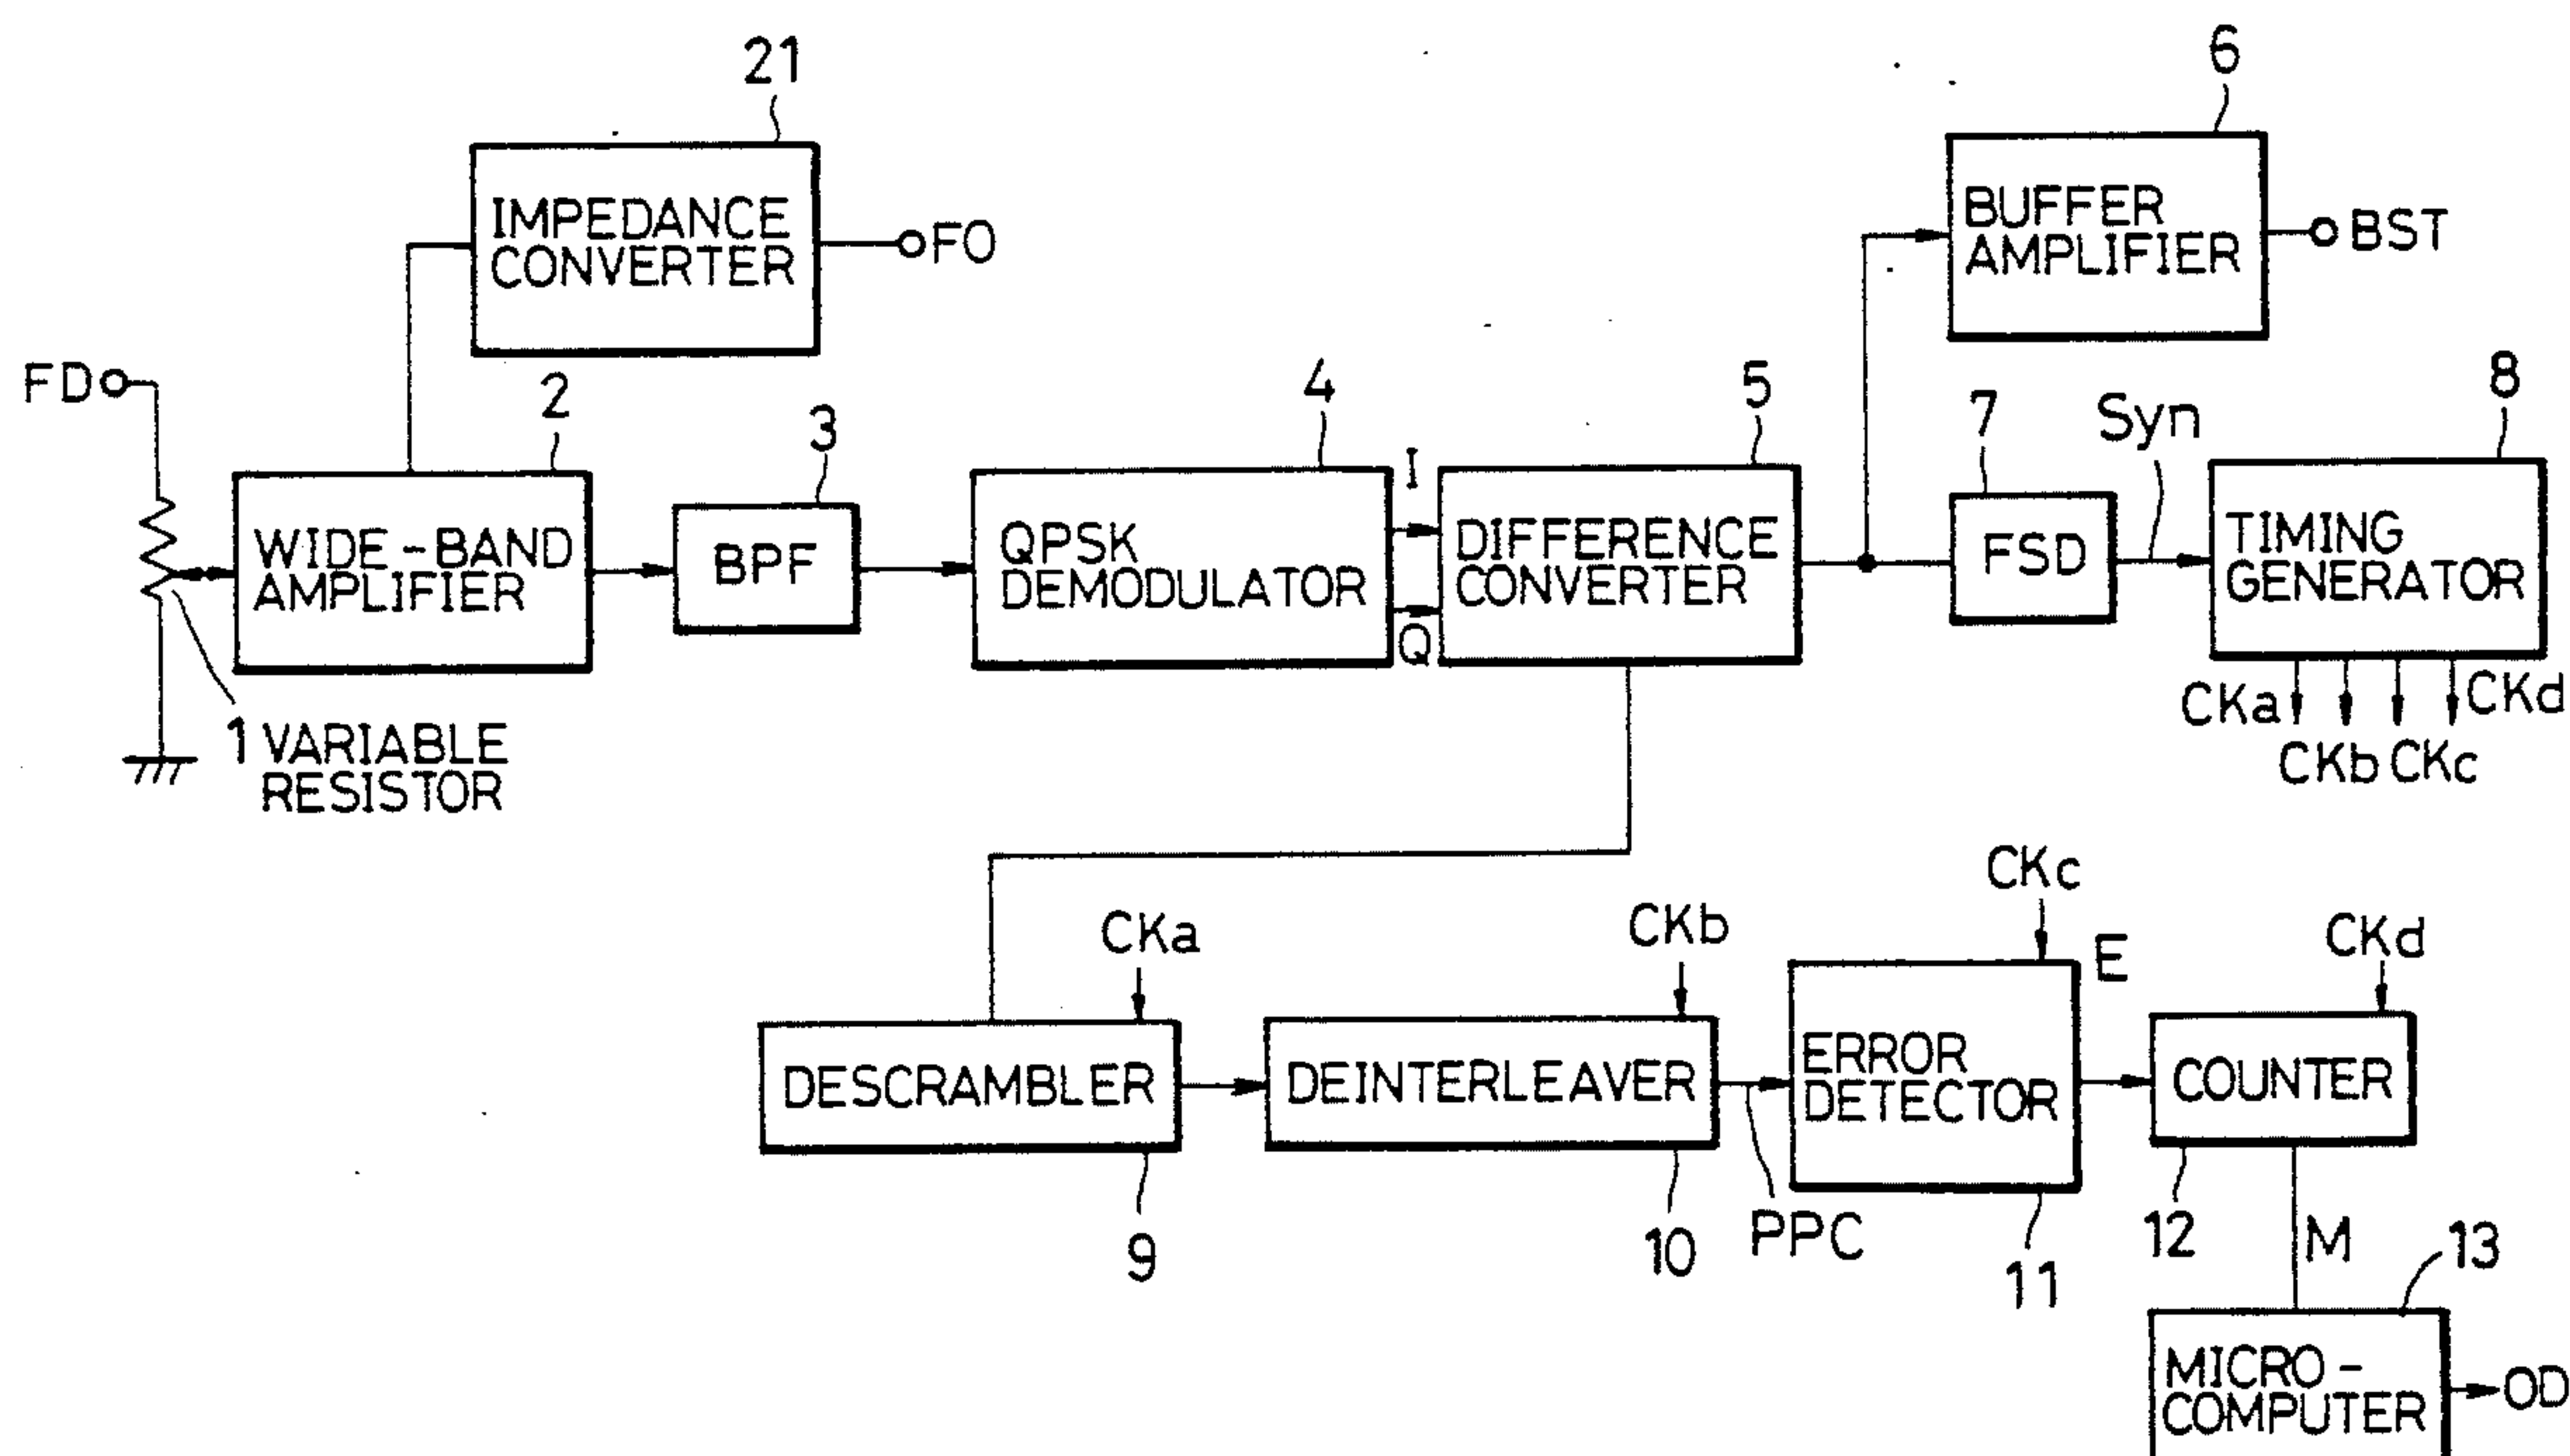 21
6
IMPEDANCE
CONVERTER
FO
BUFFER
AMPLIFIER
BST
FD
2
3
4
5
7
Syn
8
WIDE-BAND
AMPLIFIER
BPF
QPSK
DEMODULATOR
I
Q
DIFFERENCE
CONVERTER
FSD
TIMING
GENERATOR
1 VARIABLE
RESISTOR
CKa
CKd
CKb CKc
CKa
CKb
CKc
E
CKd
DESCRAMBLER
DEINTERLEAVER
ERROR
DETECTOR
COUNTER
9
10
PPC
11
12
M
13
MICRO-
COMPUTER
OD